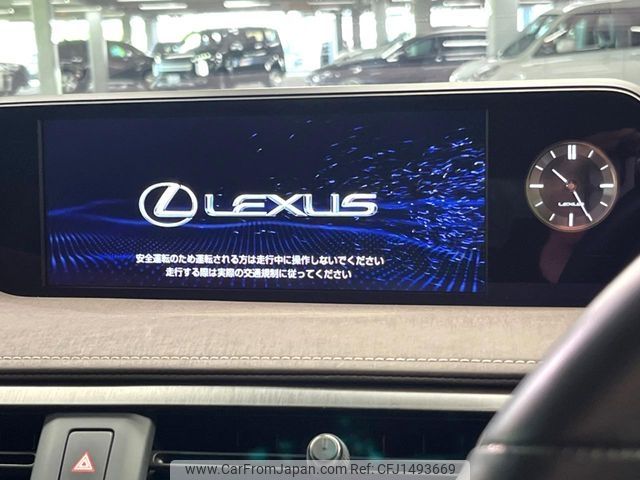 LEXUS
安全運転のため運転される方は走行中に操作しないでください
走行する際は実際の交通規制に従ってください
LEXUS
www.CarFromJapan.com - CFJ1493669